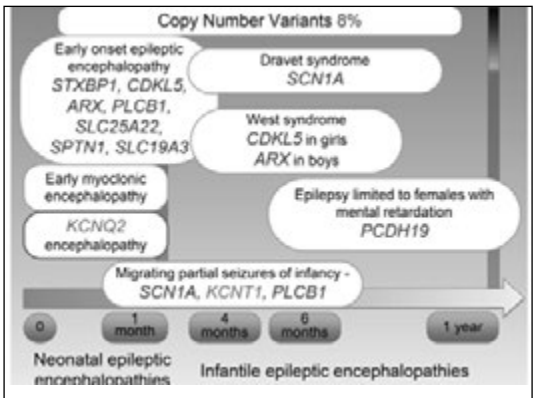 Copy Number Variants 8%
Early onset epileptic
encephalopathy
STXBP1, CDKL5,
ARX, PLCB1,
SLC25A22,
SPTN1, SLC19A3
Dravet syndrome
SCN1A
West syndrome
CDKL5 in girls
ARX in boys
Early myoclonic
encephalopathy
KCNQ2
encephalopathy
Epilepsy limited to females with
mental retardation
PCDH19
Migrating partial seizures of infancy -
SCN1A, KCNT1, PLCB1
0
1
month
4
months
6
months
1 year
Neonatal epileptic
encephalopathies
Infantile epileptic encephalopathies